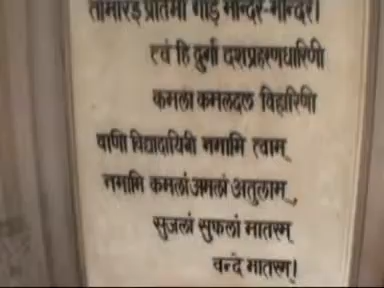 तोमारइ प्रतिमा गड़ि मन्दिर-मन्दिरे।
त्वं हि दुर्गा दशप्रहरणधारिणी
कमला कमलदल विहारिणी
वाणी विद्यादायिनी नमामि त्वाम्
नमामि कमलां अमलां अतुलाम्
सुजलां सुफलां मातरम्
वन्दे मातरम्।